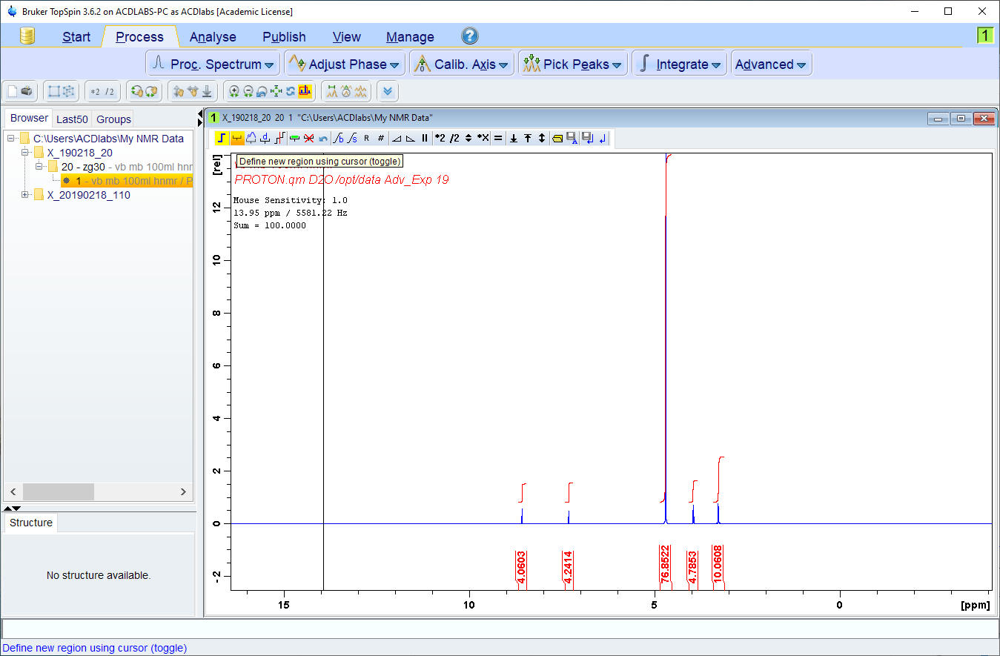 Bruker TopSpin 3.6.2 on ACDLABS-PC as ACDlabs [Academic License]
Start Process Analyse Publish View Manage ? 1
Proc. Spectrum Adjust Phase Calib. Axis Pick Peaks Integrate Advanced
*2 /2
Browser Last50 Groups
C:\Users\ACDlabs\My NMR Data
X_190218_20
20 - zg30 - vb mb 100ml hnmr
1 - vb mb 100ml hnmr / P
X_20190218_110
Structure
No structure available.
1 X_190218_20 20 1 "C:\Users\ACDlabs\My NMR Data"
R # *2 /2 *X =
Define new region using cursor (toggle)
PROTON.qm D2O /opt/data Adv_Exp 19
Mouse Sensitivity: 1.0
13.95 ppm / 5581.22 Hz
Sum = 100.0000
[rel]
12
10
8
6
4
2
0
-2
4.0603 4.2414 76.8522 4.7853 10.0608
15 10 5 0 [ppm]
Define new region using cursor (toggle)